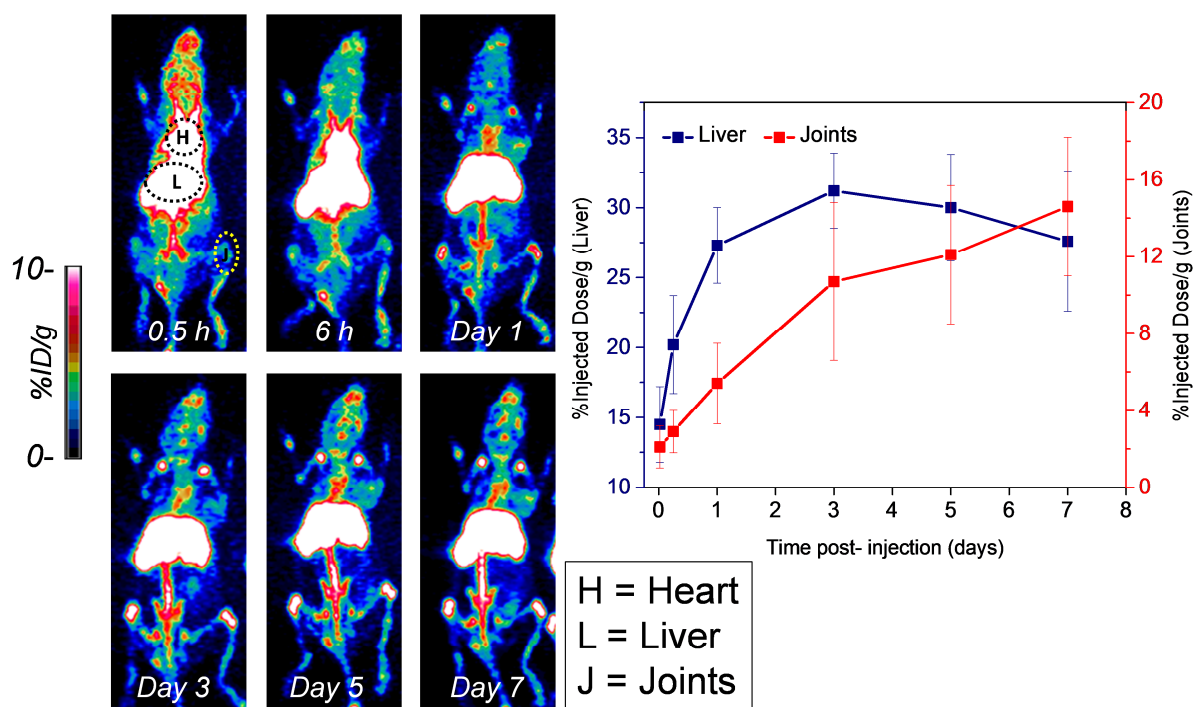 H
L
J
0.5 h
6 h
Day 1
10-
%ID/g
0-
Day 3
Day 5
Day 7
Liver
Joints
%Injected Dose/g (Liver)
35
30
25
20
15
10
%Injected Dose/g (Joints)
20
16
12
8
4
0
0 1 2 3 4 5 6 7 8
Time post- injection (days)
H = Heart
L = Liver
J = Joints